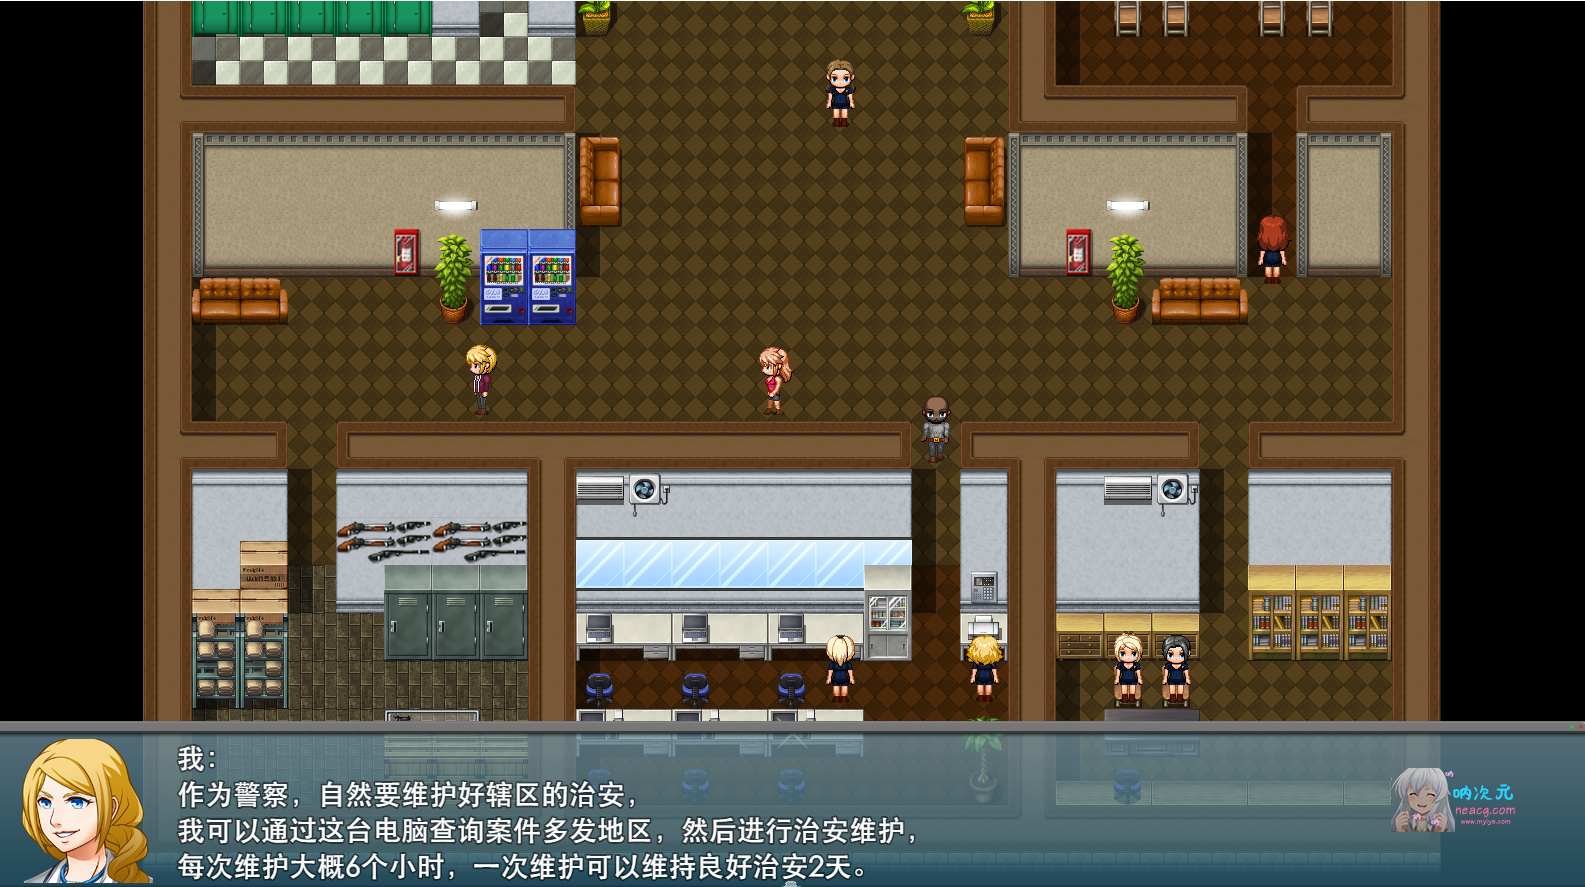 我：
作为警察，自然要维护好辖区的治安，
我可以通过这台电脑查询案件多发地区，然后进行治安维护，
每次维护大概6个小时，一次维护可以维持良好治安2天。
呐次元
neacg.com